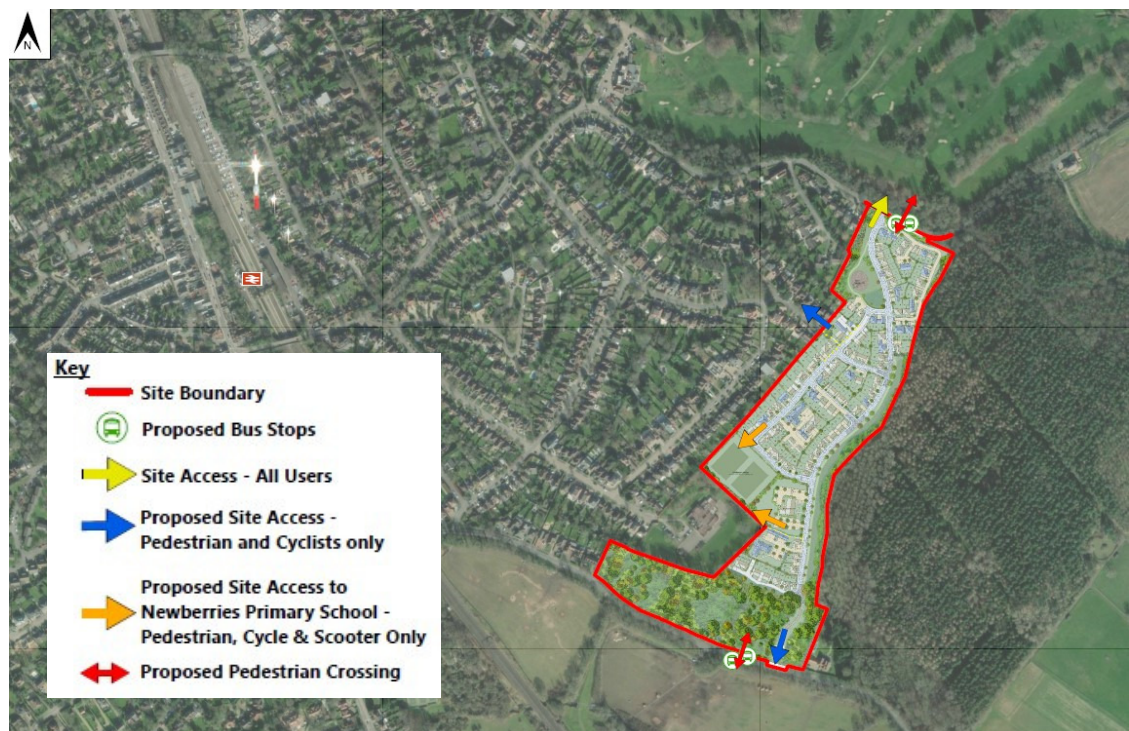 N
Key
Site Boundary
Proposed Bus Stops
Site Access - All Users
Proposed Site Access -
Pedestrian and Cyclists only
Proposed Site Access to
Newberries Primary School -
Pedestrian, Cycle & Scooter Only
Proposed Pedestrian Crossing